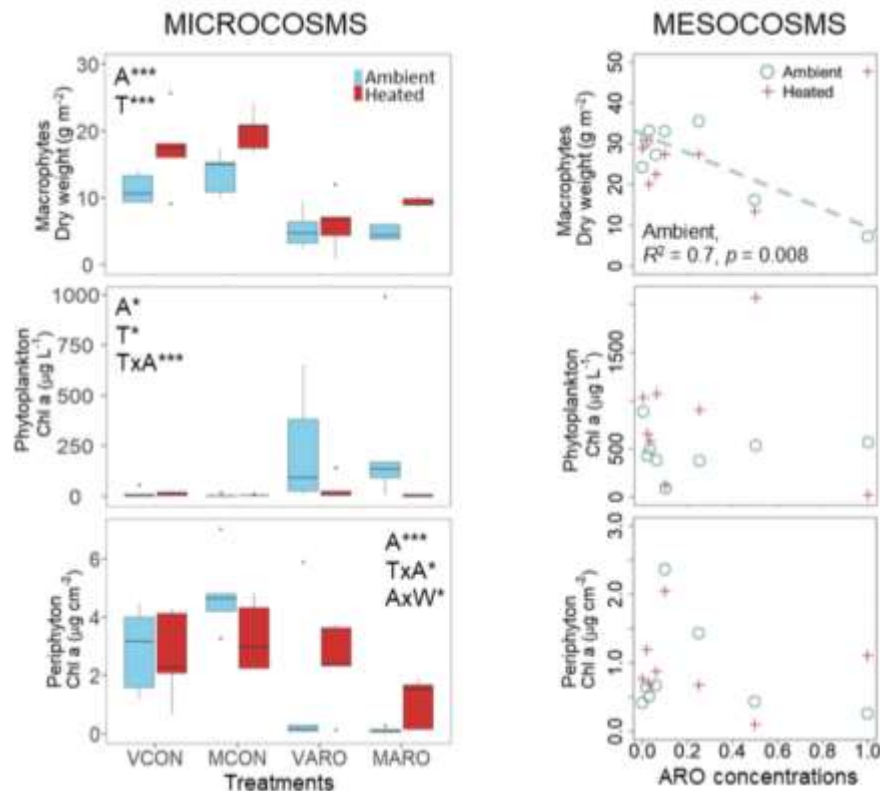 MICROCOSMS
MESOCOSMS
Macrophytes
Dry weight (g m⁻²)
30
20
10
0
A***
T***
Ambient
Heated
Macrophytes
Dry weight (g m⁻²)
50
40
30
20
10
0
Ambient
Heated
Ambient,
R² = 0.7, p = 0.008
Phytoplankton
Chl a (µg L⁻¹)
1000
750
500
250
0
A*
T*
TxA***
Phytoplankton
Chl a (µg L⁻¹)
1500
500
0
Periphyton
Chl a (µg cm⁻²)
6
4
2
0
A***
TxA*
AxW*
VCON MCON VARO MARO
Treatments
Periphyton
Chl a (µg cm⁻²)
3.0
2.0
1.0
0.0
0.0 0.2 0.4 0.6 0.8 1.0
ARO concentrations